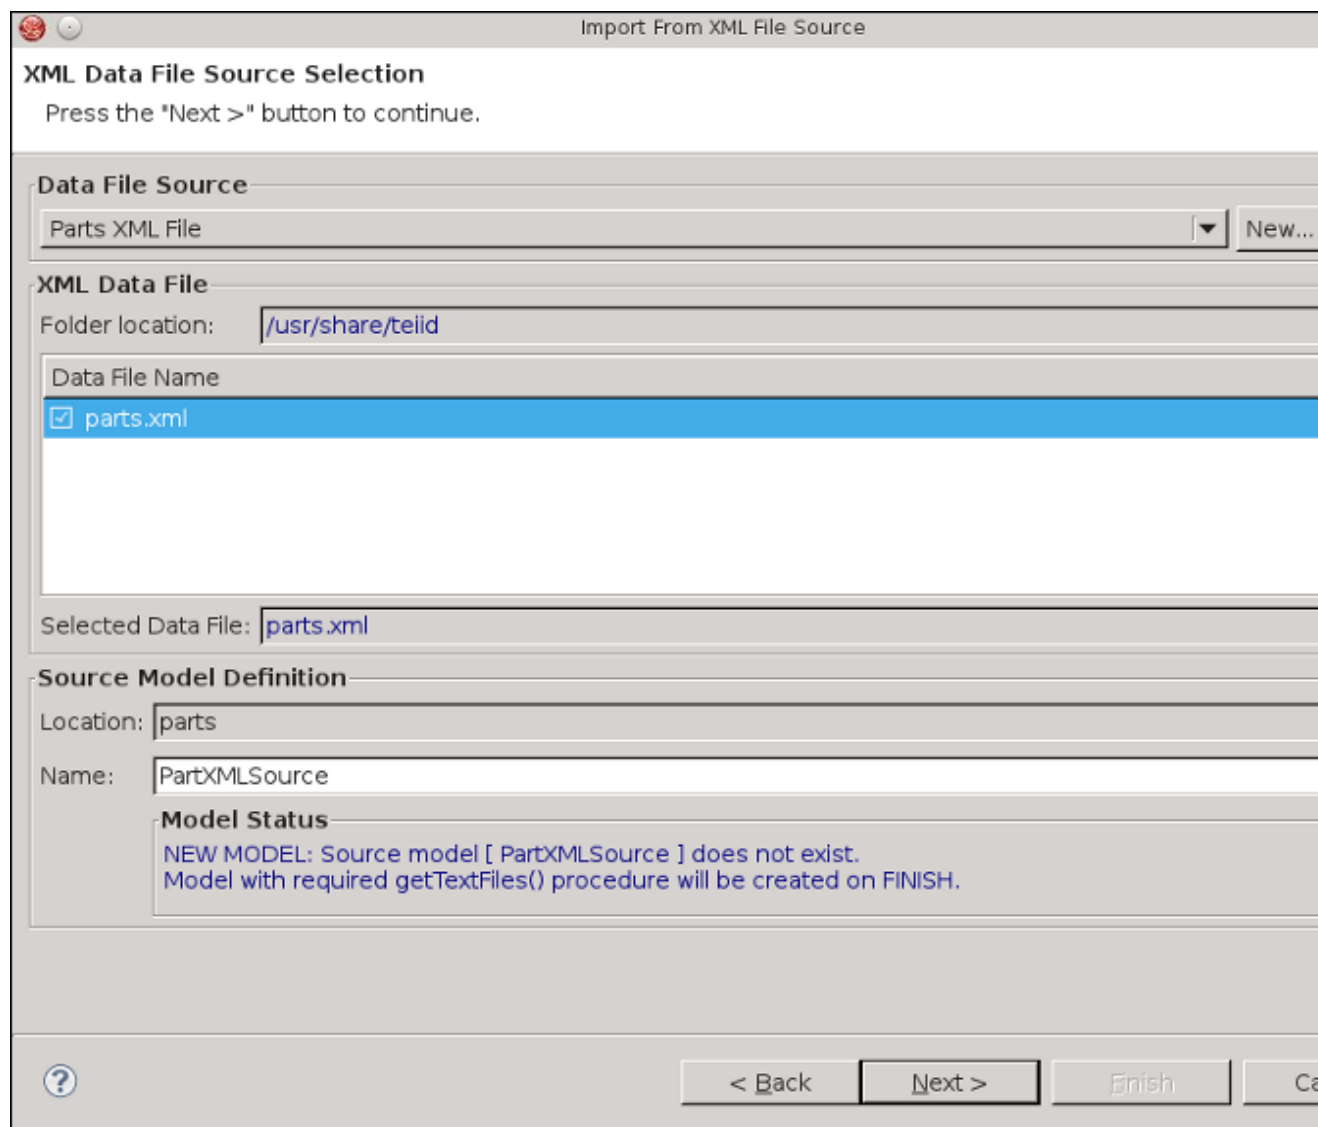 Import From XML File Source
XML Data File Source Selection
Press the "Next >" button to continue.
Data File Source
Parts XML File
New...
XML Data File
Folder location: /usr/share/teiid
Data File Name
parts.xml
Selected Data File: parts.xml
Source Model Definition
Location: parts
Name: PartXMLSource
Model Status
NEW MODEL: Source model [ PartXMLSource ] does not exist.
Model with required getTextFiles() procedure will be created on FINISH.
? < Back Next > Finish Ca